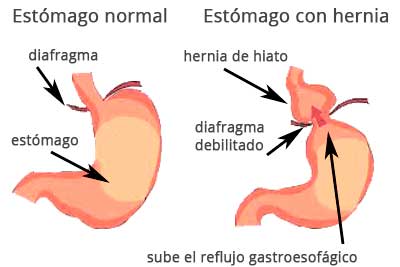 Estómago normal
Estómago con hernia
diafragma
hernia de hiato
diafragma
debilitado
estómago
sube el reflujo gastroesofágico